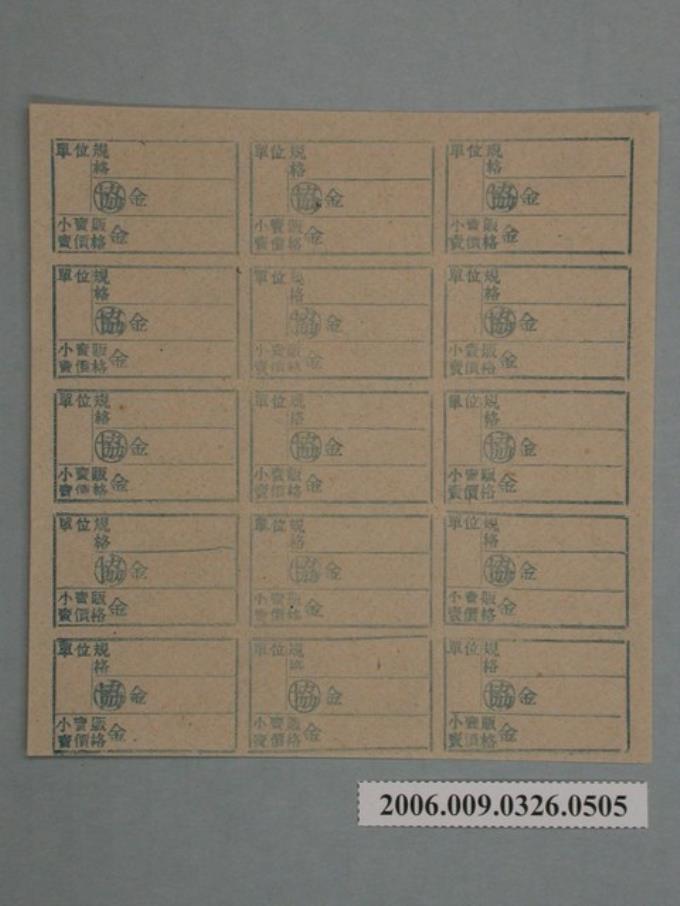 單位規
格
協金
小賣販
賣價格金
單位規
格
協金
小賣販
賣價格金
單位規
格
協金
小賣販
賣價格金
單位規
格
協金
小賣販
賣價格金
單位規
格
協金
小賣販
賣價格金
單位規
格
協金
小賣販
賣價格金
單位規
格
協金
小賣販
賣價格金
單位規
格
協金
小賣販
賣價格金
單位規
格
協金
小賣販
賣價格金
單位規
格
協金
小賣販
賣價格金
單位規
格
協金
小賣販
賣價格金
單位規
格
協金
小賣販
賣價格金
單位規
格
協金
小賣販
賣價格金
單位規
格
協金
小賣販
賣價格金
單位規
格
協金
小賣販
賣價格金
2006.009.0326.0505